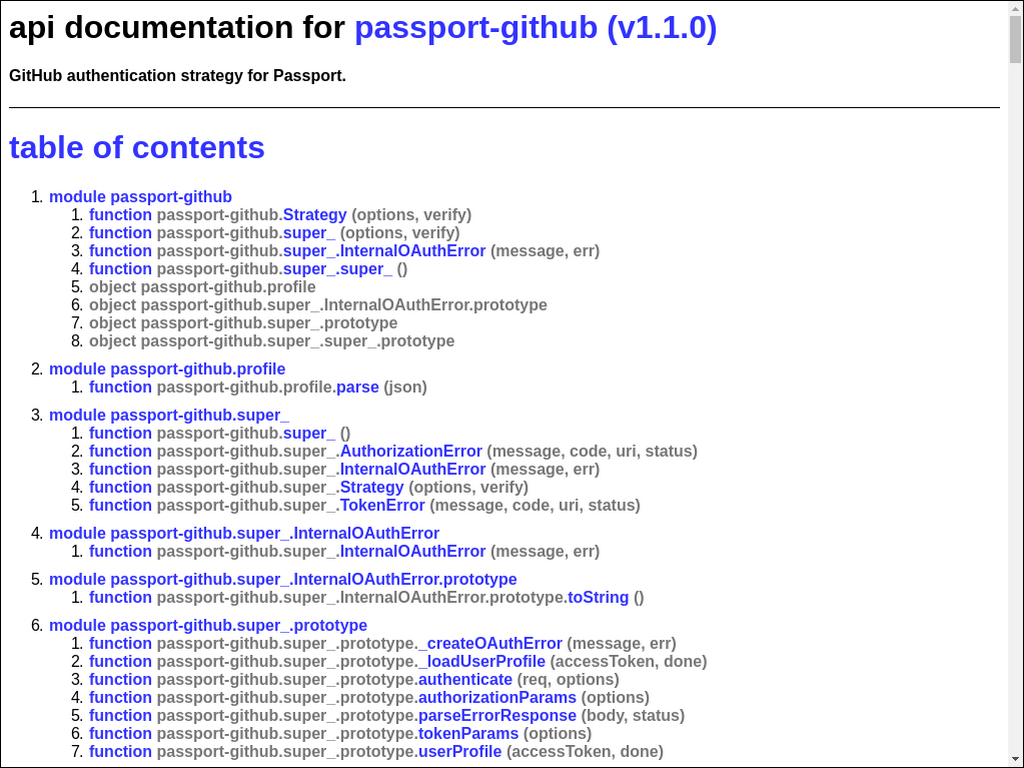 api documentation for passport-github (v1.1.0)
GitHub authentication strategy for Passport.
table of contents
1. module passport-github
1. function passport-github.Strategy (options, verify)
2. function passport-github.super_ (options, verify)
3. function passport-github.super_.InternalOAuthError (message, err)
4. function passport-github.super_.super_ ()
5. object passport-github.profile
6. object passport-github.super_.InternalOAuthError.prototype
7. object passport-github.super_.prototype
8. object passport-github.super_.super_.prototype
2. module passport-github.profile
1. function passport-github.profile.parse (json)
3. module passport-github.super_
1. function passport-github.super_ ()
2. function passport-github.super_.AuthorizationError (message, code, uri, status)
3. function passport-github.super_.InternalOAuthError (message, err)
4. function passport-github.super_.Strategy (options, verify)
5. function passport-github.super_.TokenError (message, code, uri, status)
4. module passport-github.super_.InternalOAuthError
1. function passport-github.super_.InternalOAuthError (message, err)
5. module passport-github.super_.InternalOAuthError.prototype
1. function passport-github.super_.InternalOAuthError.prototype.toString ()
6. module passport-github.super_.prototype
1. function passport-github.super_.prototype._createOAuthError (message, err)
2. function passport-github.super_.prototype._loadUserProfile (accessToken, done)
3. function passport-github.super_.prototype.authenticate (req, options)
4. function passport-github.super_.prototype.authorizationParams (options)
5. function passport-github.super_.prototype.parseErrorResponse (body, status)
6. function passport-github.super_.prototype.tokenParams (options)
7. function passport-github.super_.prototype.userProfile (accessToken, done)